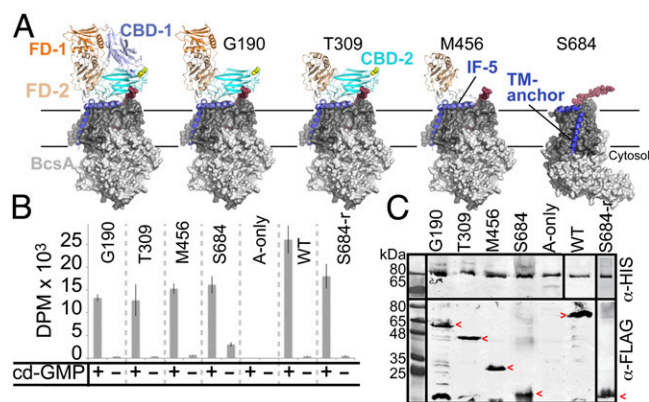 A
FD-1
CBD-1
FD-2
BcsA
G190
T309
CBD-2
M456
IF-5
S684
TM-
anchor
Cytosol
B
DPM x 10³
25
20
15
10
5
0
G190
T309
M456
S684
A-only
WT
S684-r
cd-GMP + − + − + − + − + − + − + −
C
kDa
G190
T309
M456
S684
A-only
WT
S684-r
80
65
α-HIS
80
65
48
35
25
α-FLAG